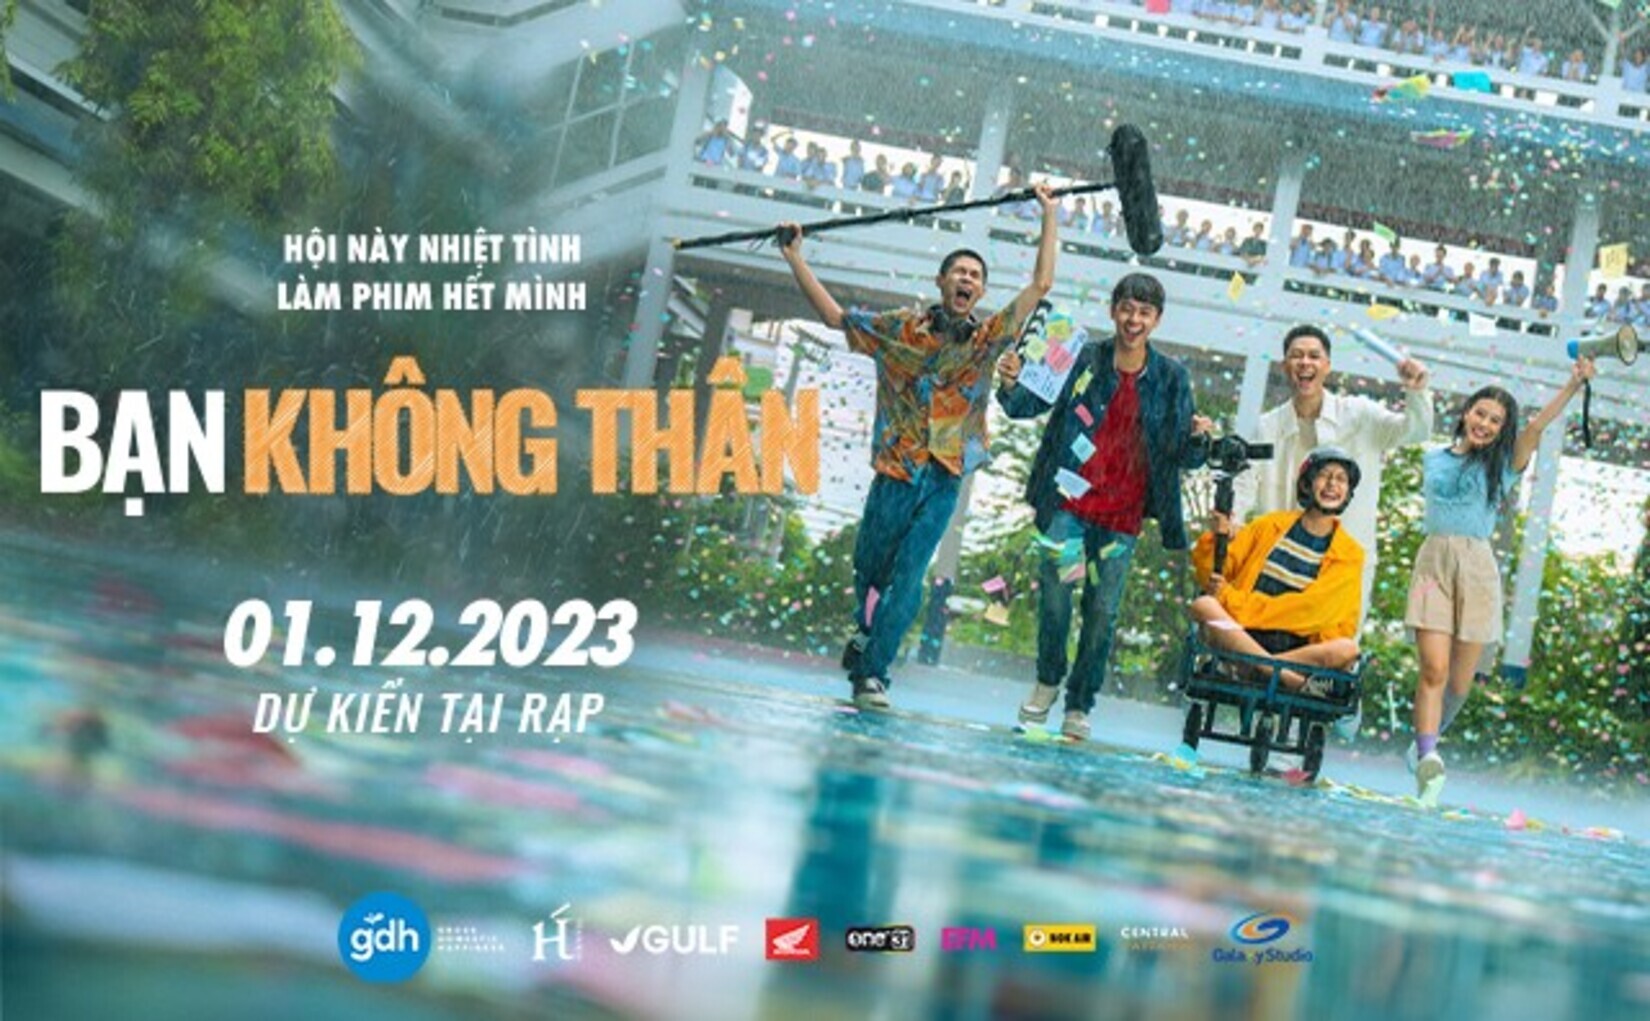 HỘI NÀY NHIỆT TÌNH
LÀM PHIM HẾT MÌNH
BẠN KHÔNG THÂN
01.12.2023
DỰ KIẾN TẠI RẠP
gdh GROSS DOMESTIC HAPPINESS
GULF
one31
EFM
NOK AIR
CENTRAL
Galaxy Studio